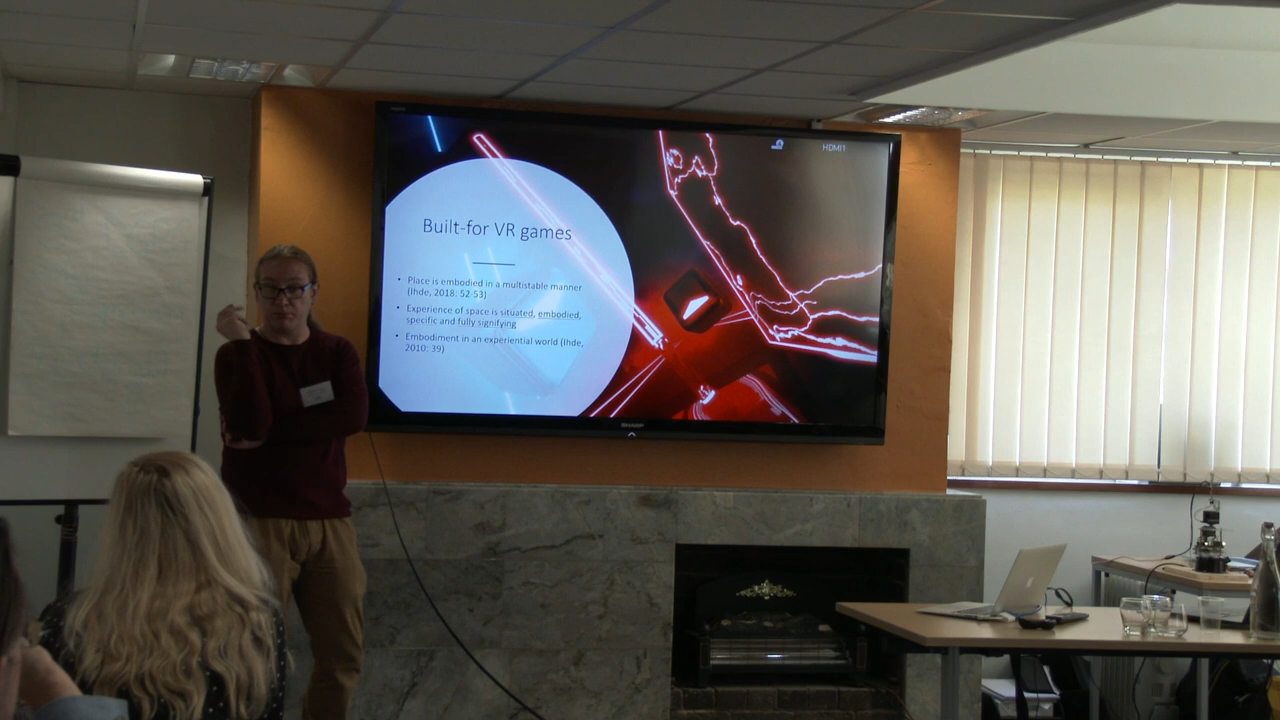 HDMI1
Built-for VR games
• Place is embodied in a multistable manner
(Ihde, 2018: 52-53)
• Experience of space is situated, embodied,
specific and fully signifying
• Embodiment in an experiential world (Ihde,
2010: 39)
SHARP